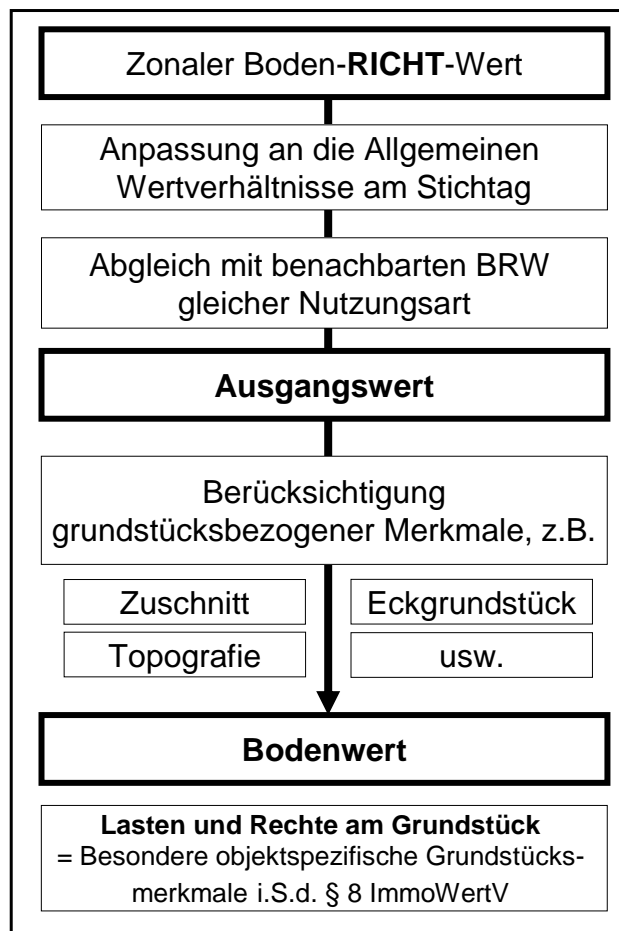 Zonaler Boden-RICHT-Wert
Anpassung an die Allgemeinen
Wertverhältnisse am Stichtag
Abgleich mit benachbarten BRW
gleicher Nutzungsart
Ausgangswert
Berücksichtigung
grundstücksbezogener Merkmale, z.B.
Zuschnitt
Eckgrundstück
Topografie
usw.
Bodenwert
Lasten und Rechte am Grundstück
= Besondere objektspezifische Grundstücks-
merkmale i.S.d. § 8 ImmoWertV